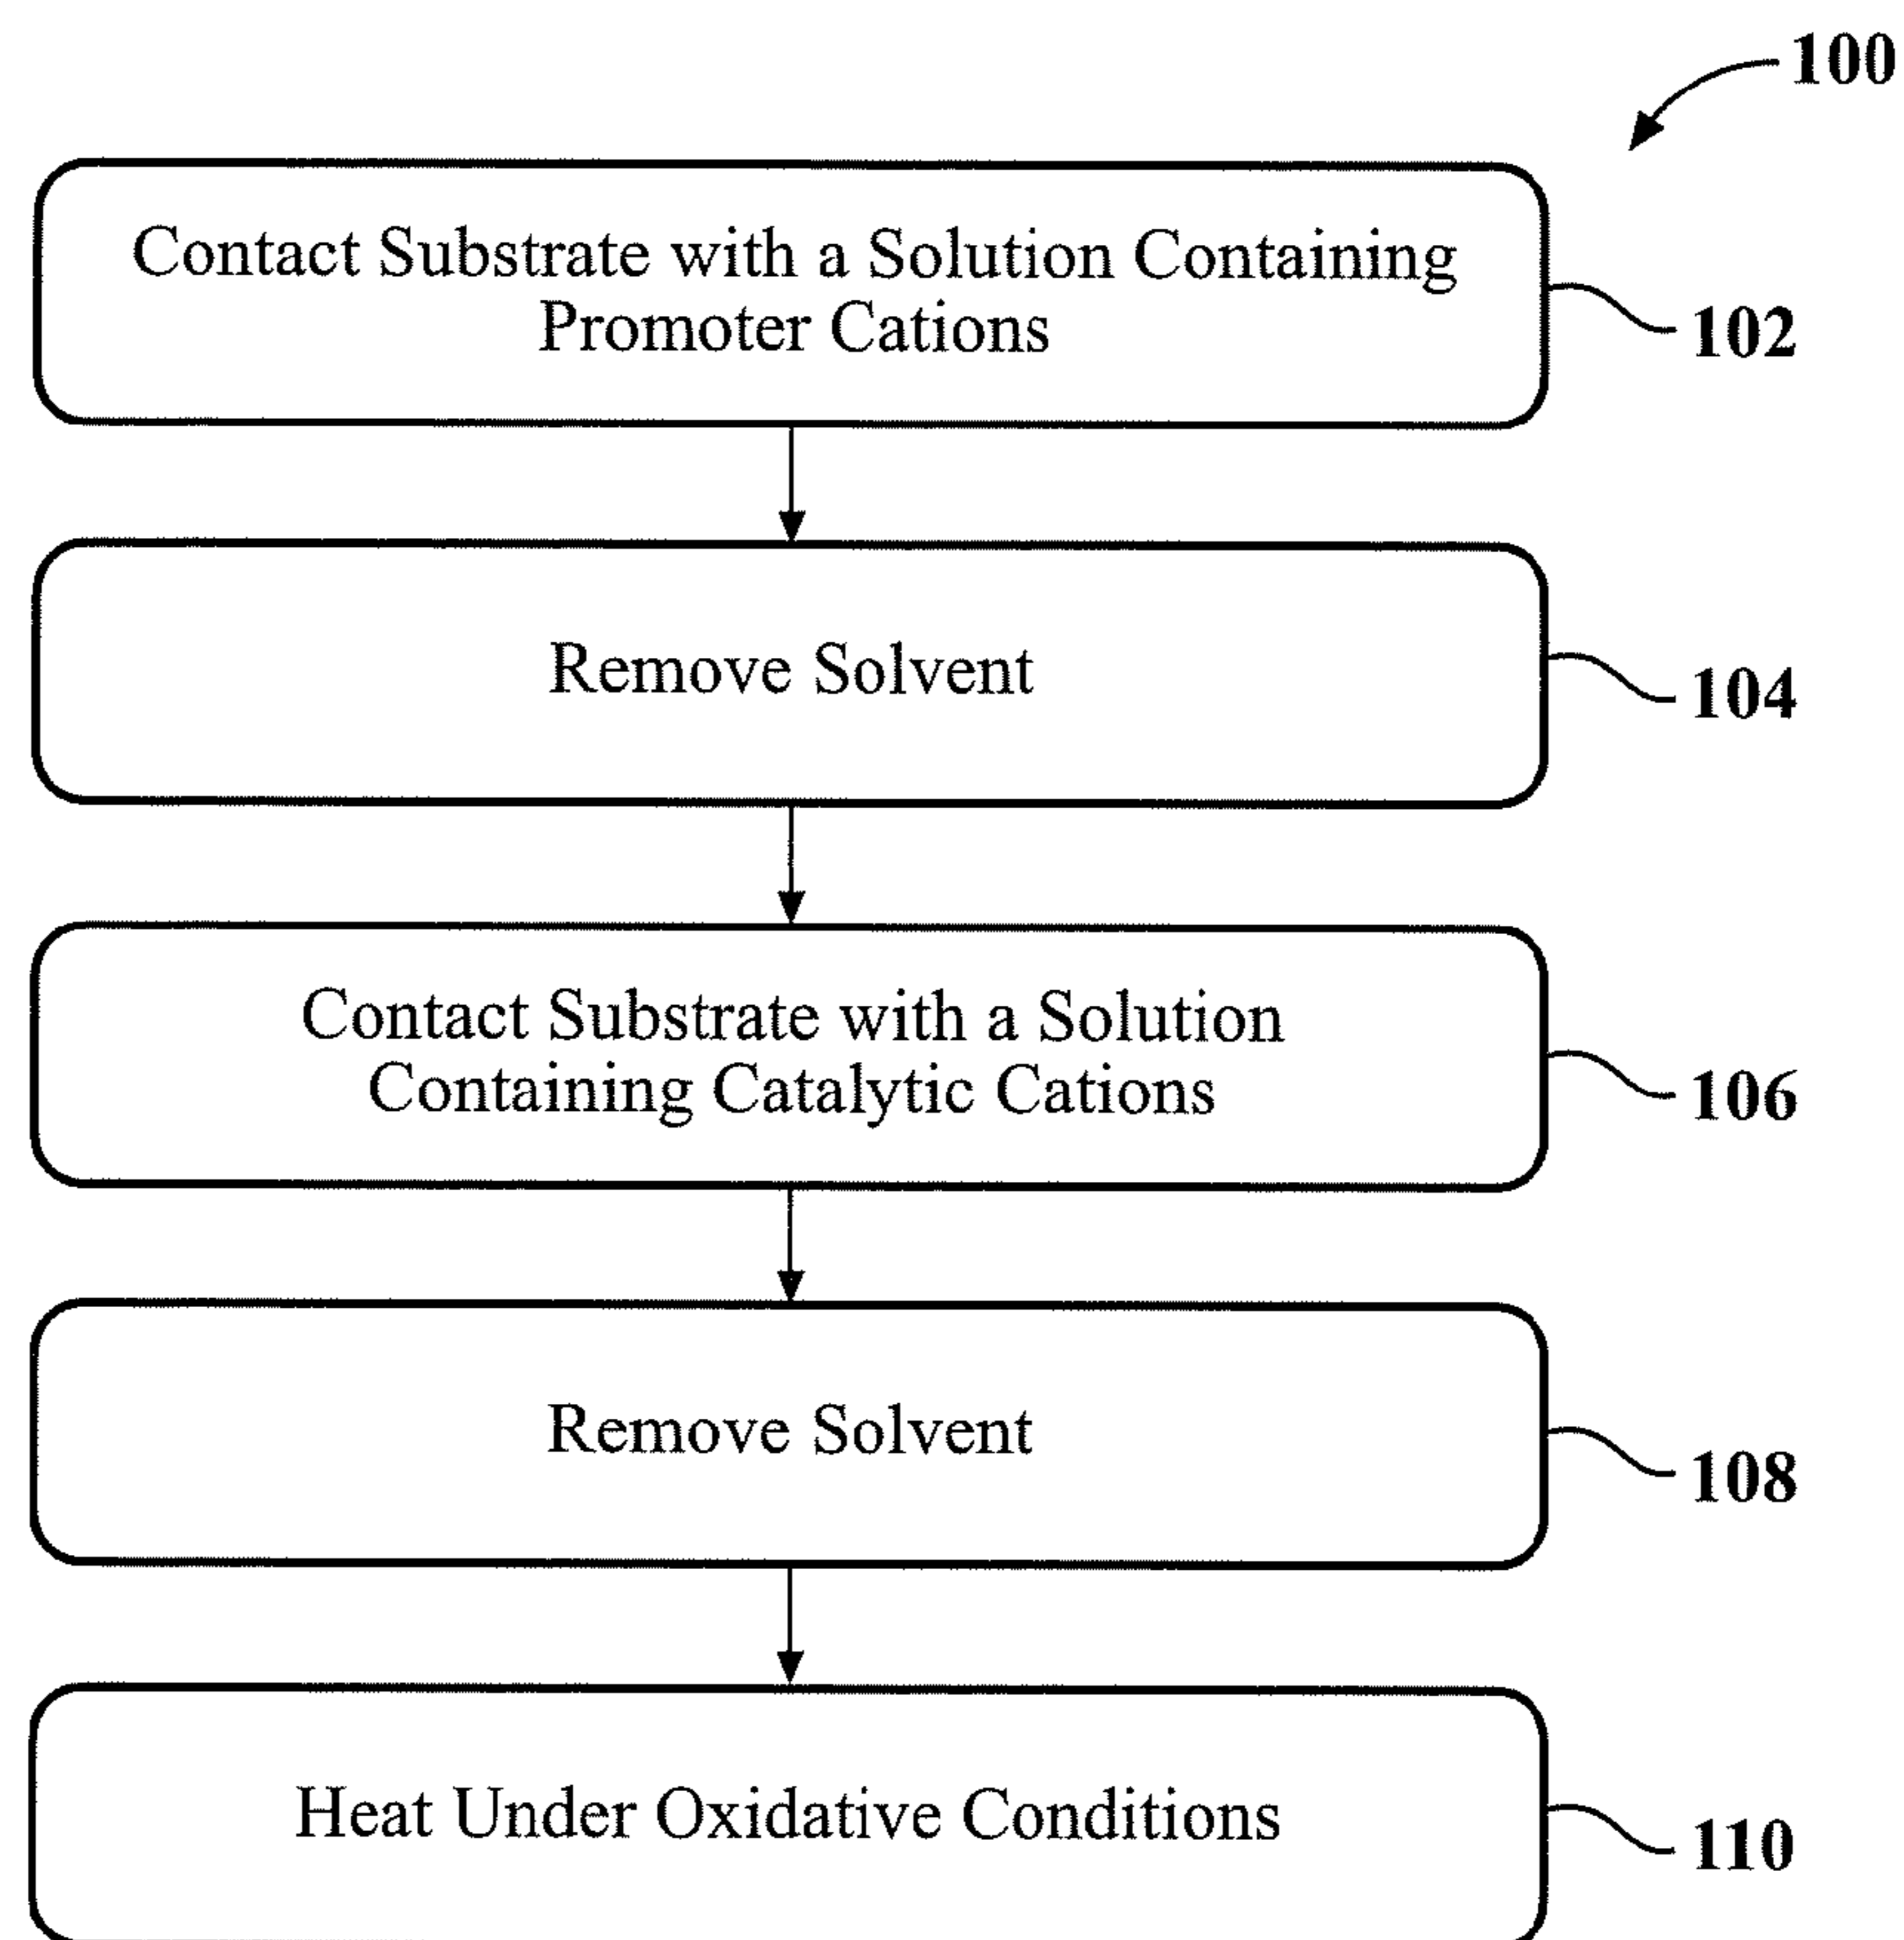 100
Contact Substrate with a Solution Containing
Promoter Cations
102
Remove Solvent
104
Contact Substrate with a Solution
Containing Catalytic Cations
106
Remove Solvent
108
Heat Under Oxidative Conditions
110